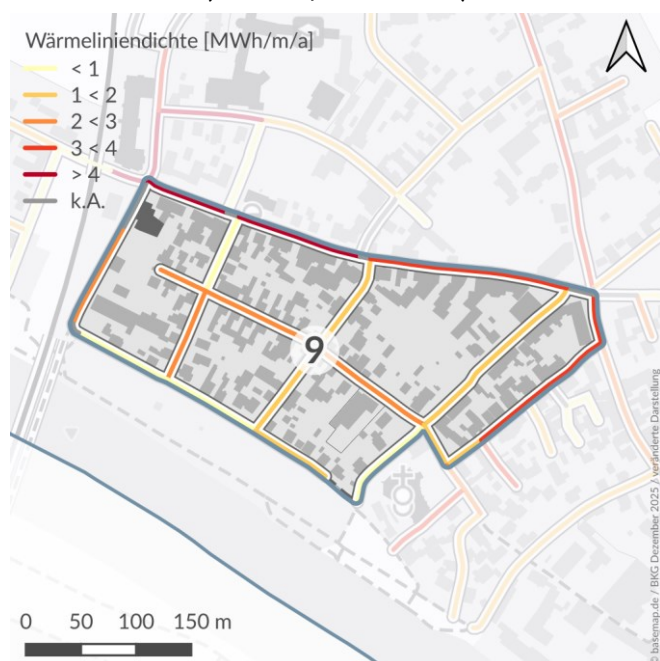 Wärmeliniendichte [MWh/m/a]
< 1
1 < 2
2 < 3
3 < 4
> 4
k.A.
9
0 50 100 150 m
© basemap.de / BKG Dezember 2025 / veränderte Darstellung